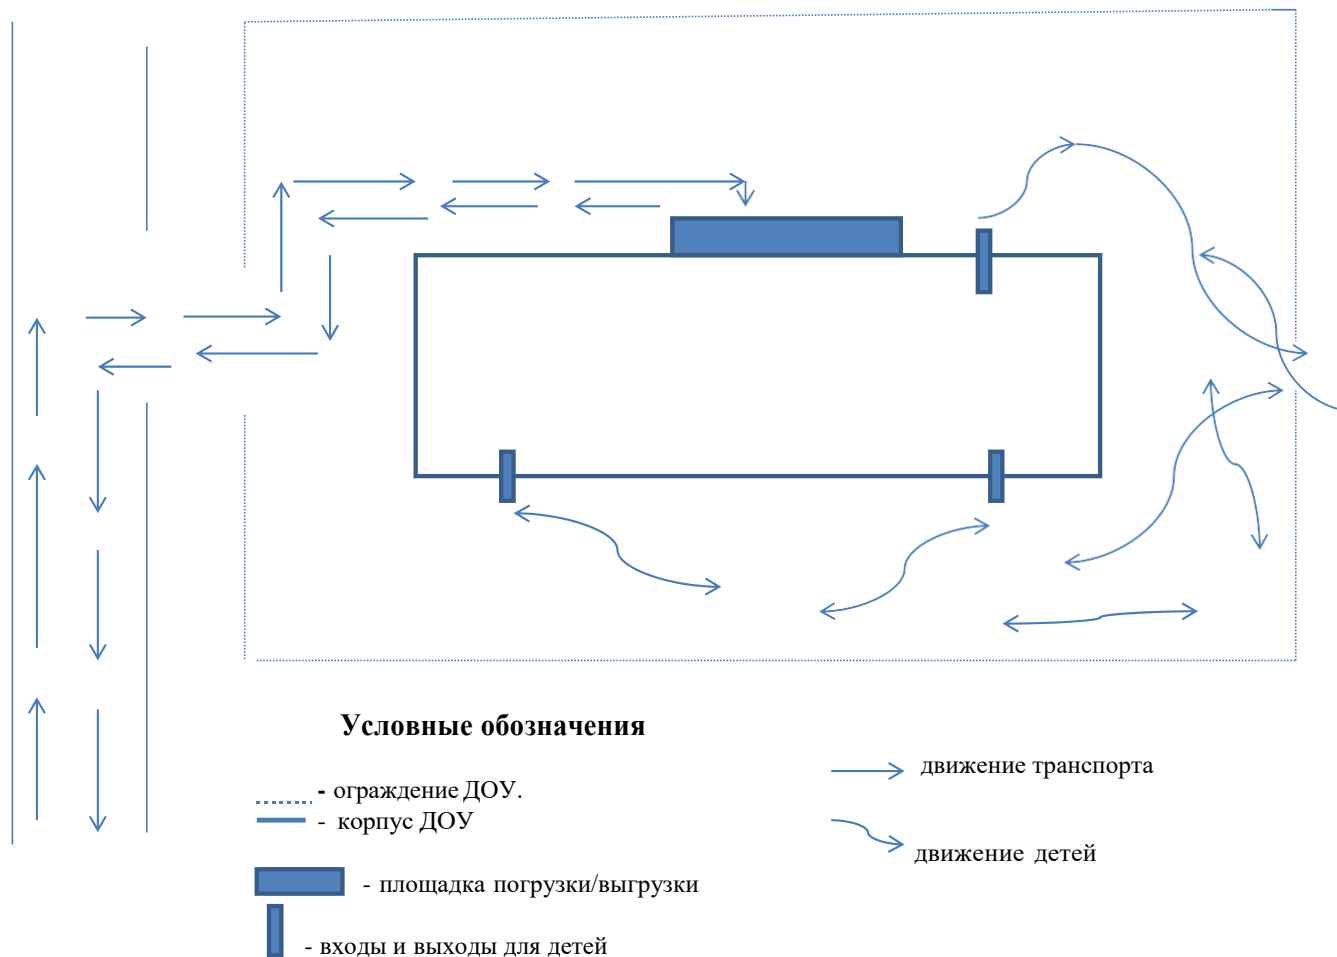 Условные обозначения
- ограждение ДОУ.
- корпус ДОУ
- площадка погрузки/выгрузки
- входы и выходы для детей
движение транспорта
движение детей